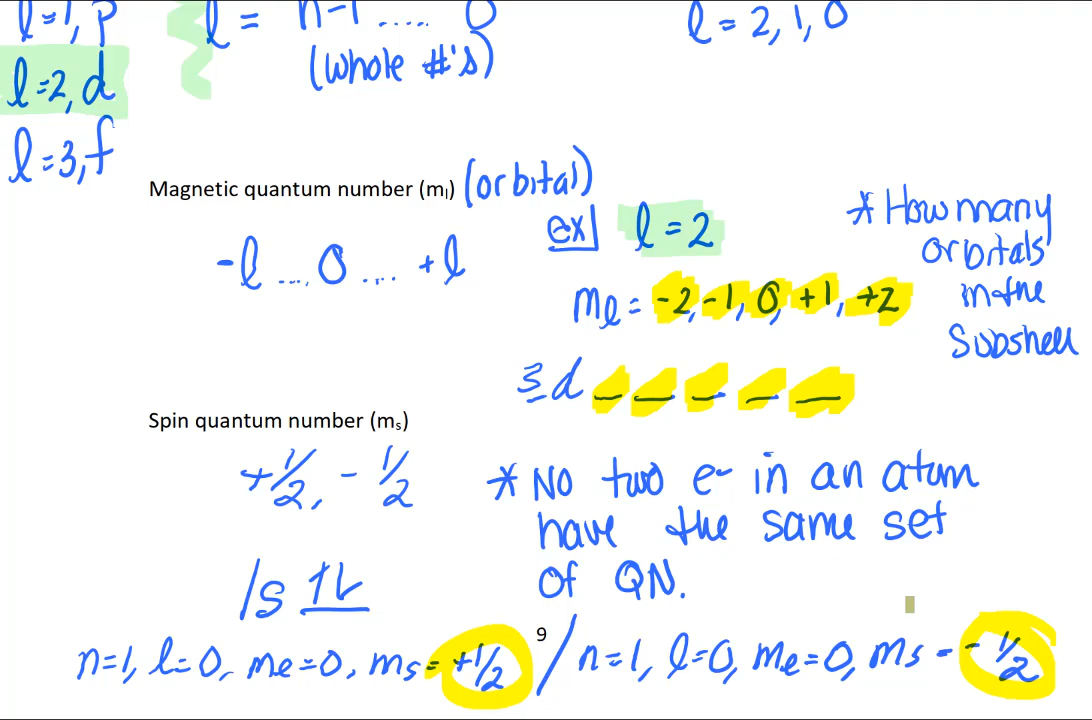 l=1, p
l = n-1 ..... 0
l = 2, 1, 0
(whole #'s)
l=2, d
l=3, f
Magnetic quantum number (ml) (orbital)
-l ... 0 ... +l
ex l = 2
ml = -2, -1, 0, +1, +2
* How many
orbitals
in the
subshell
3d _ _ _ _ _
Spin quantum number (ms)
+1/2, - 1/2
* No two e- in an atom
have the same set
of QN.
1s ↑↓
9
n=1, l=0, ml=0, ms=+1/2 / n=1, l=0, ml=0, ms=-1/2